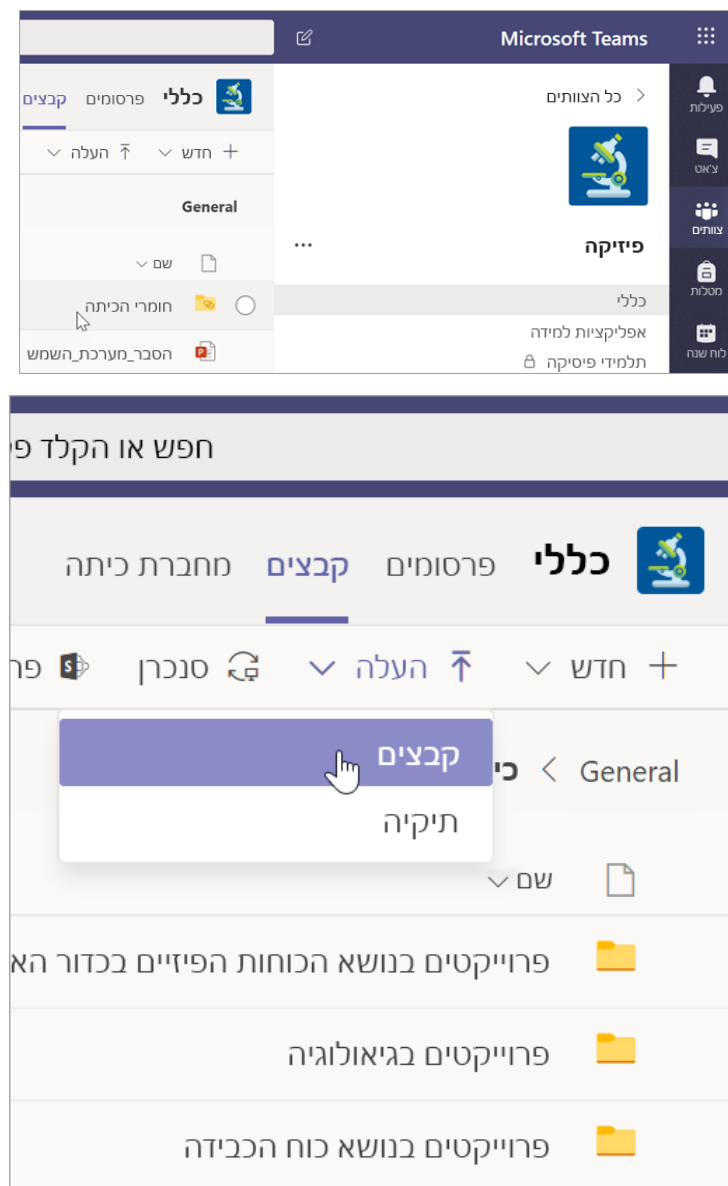 Microsoft Teams
פעילות
צ'אט
צוותים
מטלות
לוח שנה
כל הצוותים
פיזיקה
כללי
אפליקציות למידה
תלמידי פיסיקה
כללי פרסומים קבצים
חדש העלה
General
שם
חומרי הכיתה
הסבר_מערכת_השמש
חפש או הקלד
כללי פרסומים קבצים מחברת כיתה
חדש העלה סנכרן
General
קבצים
תיקיה
שם
פרוייקטים בנושא הכוחות הפיזיים בכדור
פרוייקטים בגיאולוגיה
פרוייקטים בנושא כוח הכבידה